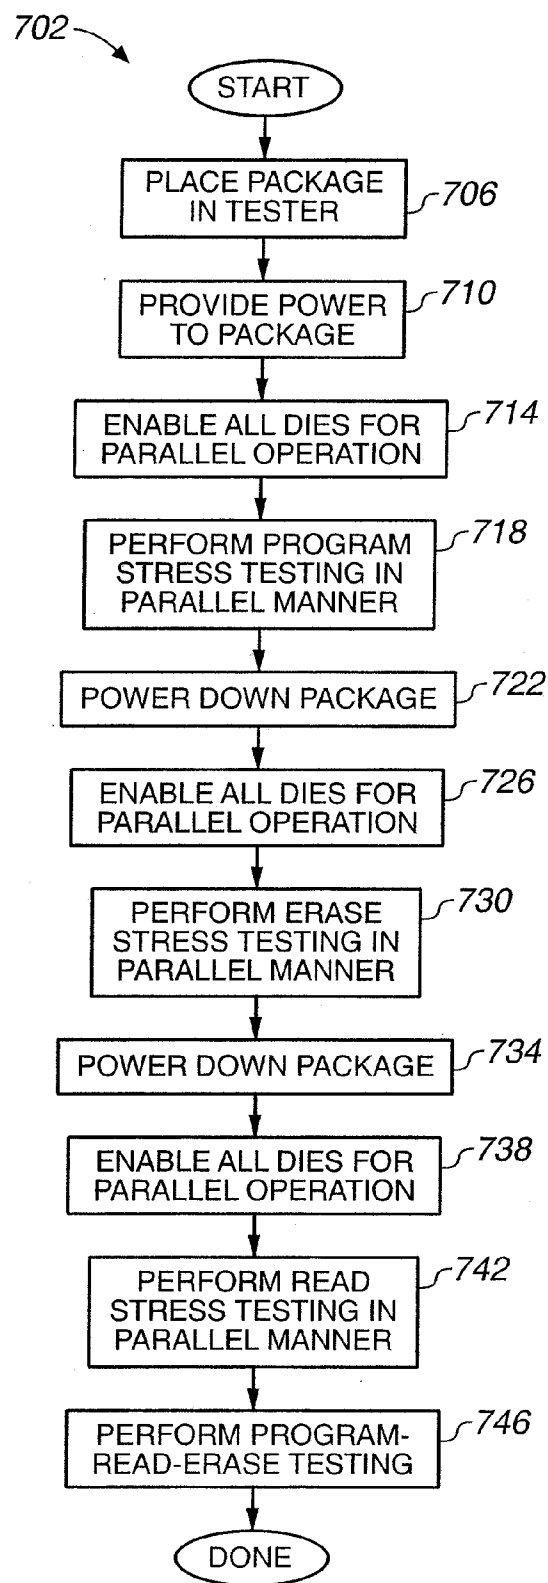 702
START
PLACE PACKAGE
IN TESTER
706
PROVIDE POWER
TO PACKAGE
710
ENABLE ALL DIES FOR
PARALLEL OPERATION
714
PERFORM PROGRAM
STRESS TESTING IN
PARALLEL MANNER
718
POWER DOWN PACKAGE
722
ENABLE ALL DIES FOR
PARALLEL OPERATION
726
PERFORM ERASE
STRESS TESTING IN
PARALLEL MANNER
730
POWER DOWN PACKAGE
734
ENABLE ALL DIES FOR
PARALLEL OPERATION
738
PERFORM READ
STRESS TESTING IN
PARALLEL MANNER
742
PERFORM PROGRAM-
READ-ERASE TESTING
746
DONE